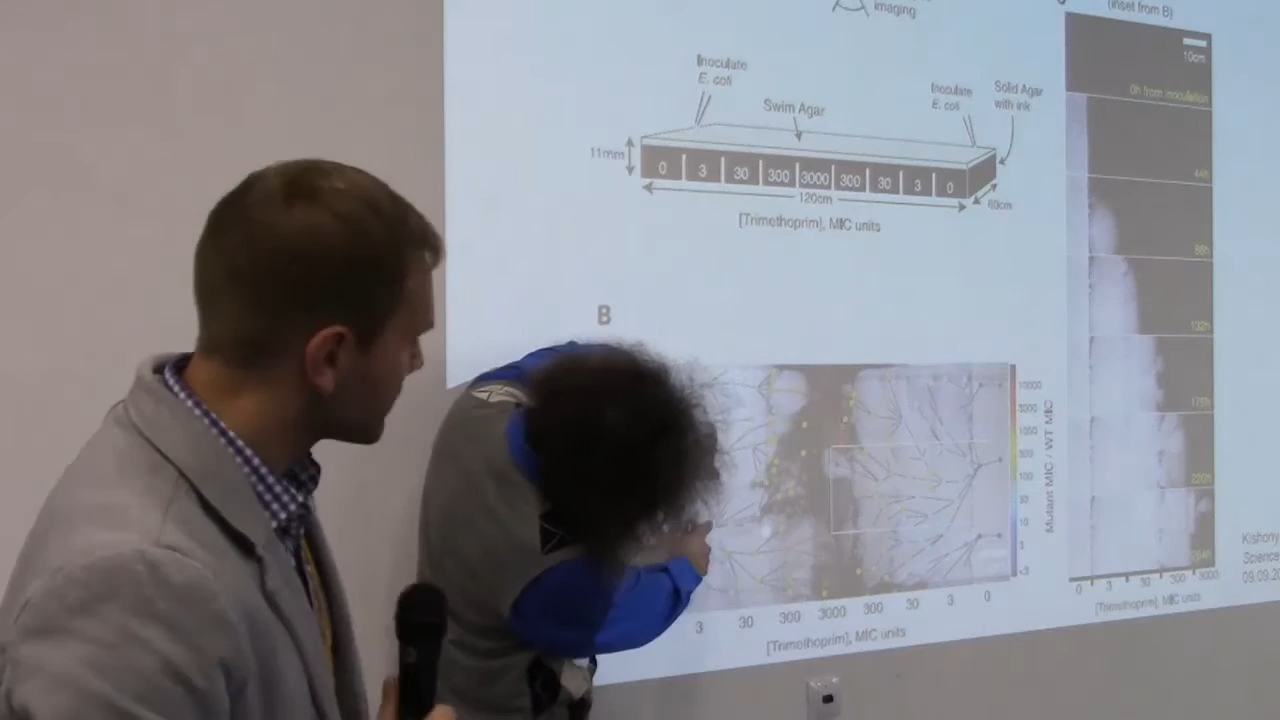 imaging
(inset from B)
10cm
Inoculate
E. coli
Inoculate
E. coli
Solid Agar
with ink
Swim Agar
0h from inoculation
11mm
0 3 30 300 3000 300 30 3 0
120cm
60cm
[Trimethoprim], MIC units
44h
88h
132h
B
10000
3000
1000
300
100
30
10
3
<3
Mutant MIC / WT MIC
220h
264h
Kishony
Science
09.09.20
0 3 30 300 3000
[Trimethoprim], MIC units
3 30 300 3000 300 30 3 0
[Trimethoprim], MIC units